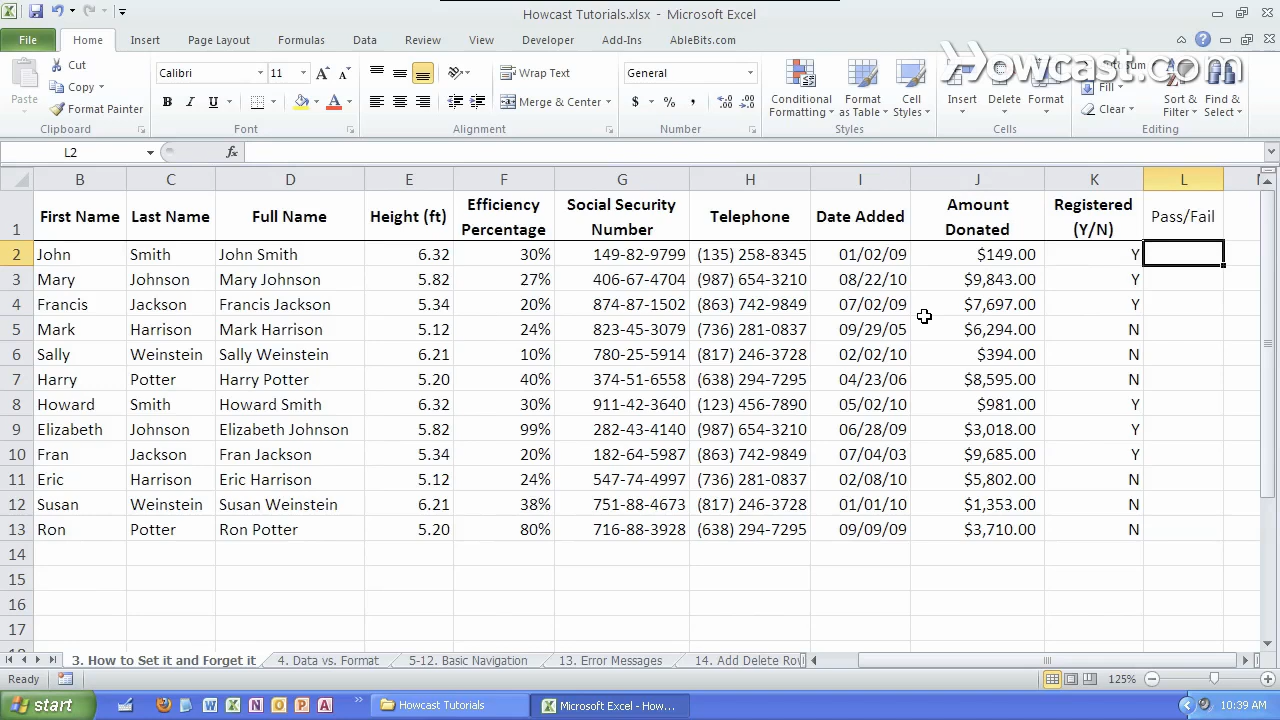 Howcast Tutorials.xlsx - Microsoft Excel
File Home Insert Page Layout Formulas Data Review View Developer Add-Ins AbleBits.com
Howcast.com
Paste
Cut
Copy
Format Painter
Calibri 11
B I U
Wrap Text
Merge & Center
General
$ % ,
Conditional Formatting
Format as Table
Cell Styles
Insert Delete Format
Fill
Clear
Sort & Filter
Find & Select
Clipboard Font Alignment Number Styles Cells Editing
L2 fx
B C D E F G H I J K L
1 First Name Last Name Full Name Height (ft) Efficiency Percentage Social Security Number Telephone Date Added Amount Donated Registered (Y/N) Pass/Fail
2 John Smith John Smith 6.32 30% 149-82-9799 (135) 258-8345 01/02/09 $149.00 Y
3 Mary Johnson Mary Johnson 5.82 27% 406-67-4704 (987) 654-3210 08/22/10 $9,843.00 Y
4 Francis Jackson Francis Jackson 5.34 20% 874-87-1502 (863) 742-9849 07/02/09 $7,697.00 Y
5 Mark Harrison Mark Harrison 5.12 24% 823-45-3079 (736) 281-0837 09/29/05 $6,294.00 N
6 Sally Weinstein Sally Weinstein 6.21 10% 780-25-5914 (817) 246-3728 02/02/10 $394.00 N
7 Harry Potter Harry Potter 5.20 40% 374-51-6558 (638) 294-7295 04/23/06 $8,595.00 N
8 Howard Smith Howard Smith 6.32 30% 911-42-3640 (123) 456-7890 05/02/10 $981.00 Y
9 Elizabeth Johnson Elizabeth Johnson 5.82 99% 282-43-4140 (987) 654-3210 06/28/09 $3,018.00 Y
10 Fran Jackson Fran Jackson 5.34 20% 182-64-5987 (863) 742-9849 07/04/03 $9,685.00 Y
11 Eric Harrison Eric Harrison 5.12 24% 547-74-4997 (736) 281-0837 02/08/10 $5,802.00 N
12 Susan Weinstein Susan Weinstein 6.21 38% 751-88-4673 (817) 246-3728 01/01/10 $1,353.00 N
13 Ron Potter Ron Potter 5.20 80% 716-88-3928 (638) 294-7295 09/09/09 $3,710.00 N
14
15
16
17
3. How to Set it and Forget it 4. Data vs. Format 5-12. Basic Navigation 13. Error Messages 14. Add Delete Ro
Ready 125%
start Howcast Tutorials Microsoft Excel - How... 10:39 AM